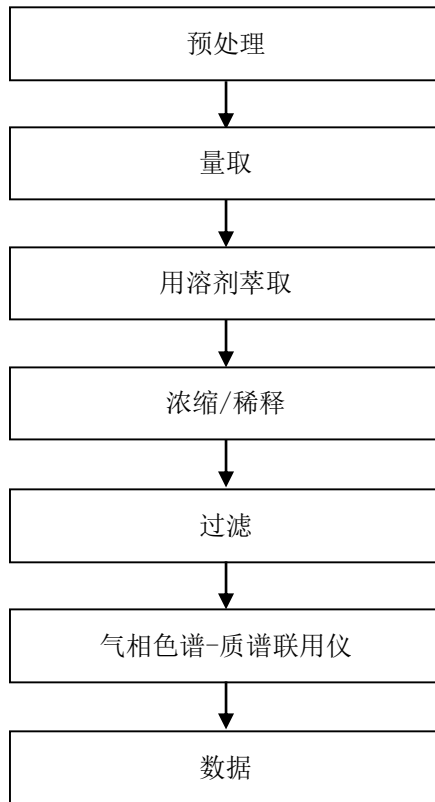 预处理
量取
用溶剂萃取
浓缩/稀释
过滤
气相色谱-质谱联用仪
数据